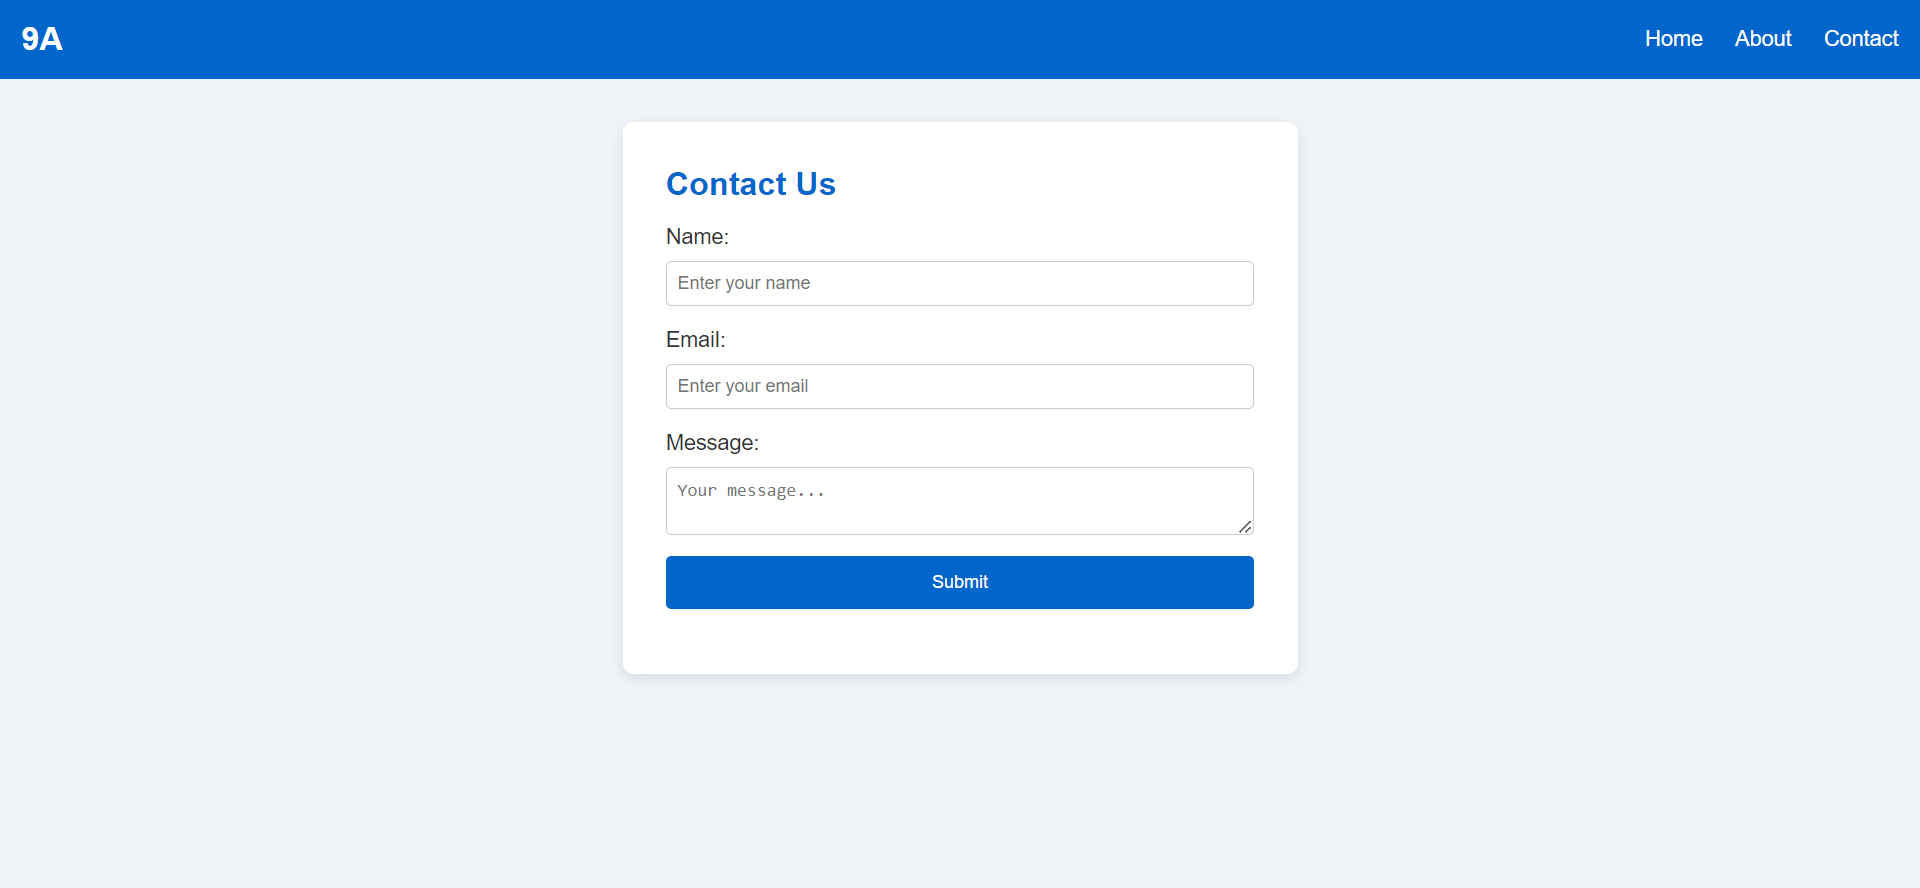 9A
Home About Contact
Contact Us
Name:
Enter your name
Email:
Enter your email
Message:
Your message...
Submit